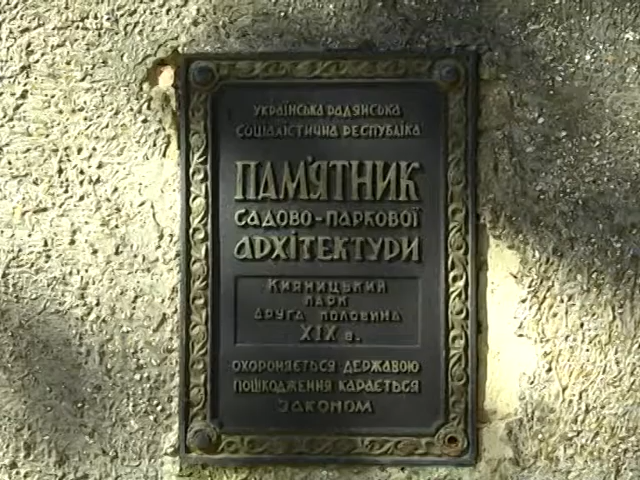 УКРАЇНСЬКА РАДЯНСЬКА
СОЦІАЛІСТИЧНА РЕСПУБЛІКА
ПАМ'ЯТНИК
САДОВО-ПАРКОВОЇ
АРХІТЕКТУРИ
КИЯНИЦЬКИЙ
ПАРК
ДРУГА ПОЛОВИНА
XIX в.
ОХОРОНЯЄТЬСЯ ДЕРЖАВОЮ
ПОШКОДЖЕННЯ КАРАЄТЬСЯ
ЗАКОНОМ